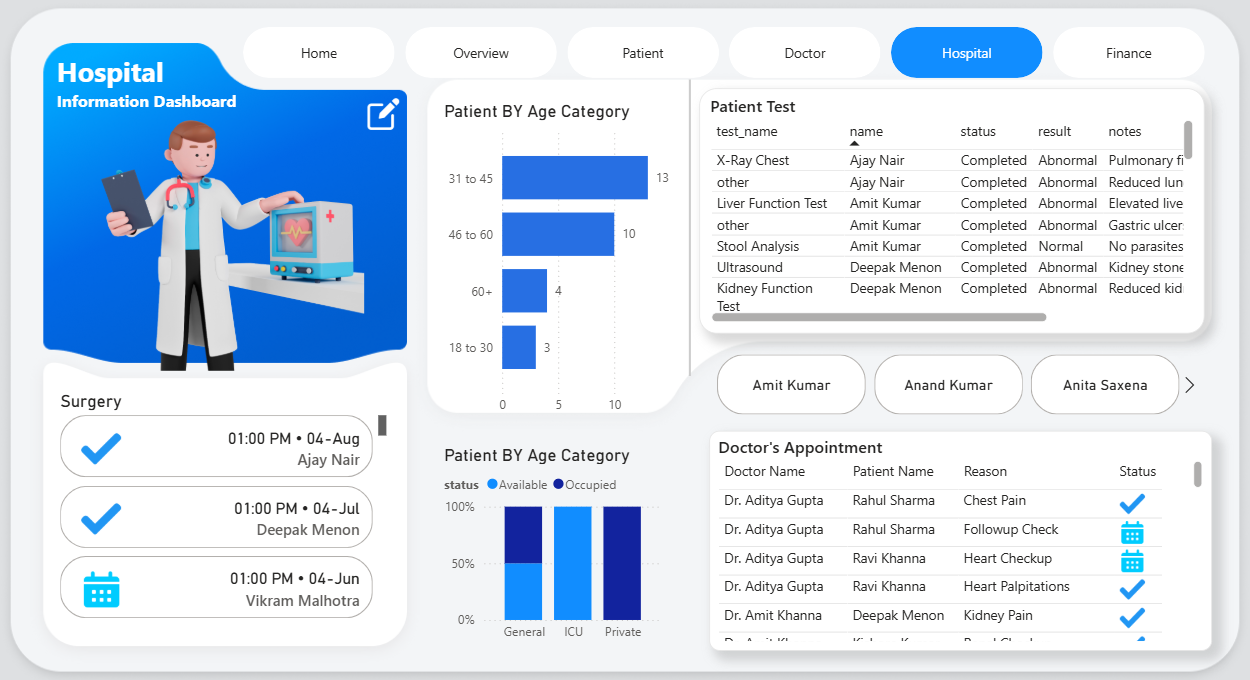 Home
Overview
Patient
Doctor
Hospital
Finance
Hospital
Information Dashboard
Surgery
01:00 PM • 04-Aug
Ajay Nair
01:00 PM • 04-Jul
Deepak Menon
01:00 PM • 04-Jun
Vikram Malhotra
Patient BY Age Category
31 to 45 13
46 to 60 10
60+ 4
18 to 30 3
0 5 10
Patient BY Age Category
status Available Occupied
100%
50%
0%
General ICU Private
Patient Test
test_name name status result notes
X-Ray Chest Ajay Nair Completed Abnormal Pulmonary fi
other Ajay Nair Completed Abnormal Reduced lun
Liver Function Test Amit Kumar Completed Abnormal Elevated live
other Amit Kumar Completed Abnormal Gastric ulcer
Stool Analysis Amit Kumar Completed Normal No parasites
Ultrasound Deepak Menon Completed Abnormal Kidney stone
Kidney Function Deepak Menon Completed Abnormal Reduced kid
Test
Amit Kumar
Anand Kumar
Anita Saxena
Doctor's Appointment
Doctor Name Patient Name Reason Status
Dr. Aditya Gupta Rahul Sharma Chest Pain
Dr. Aditya Gupta Rahul Sharma Followup Check
Dr. Aditya Gupta Ravi Khanna Heart Checkup
Dr. Aditya Gupta Ravi Khanna Heart Palpitations
Dr. Amit Khanna Deepak Menon Kidney Pain